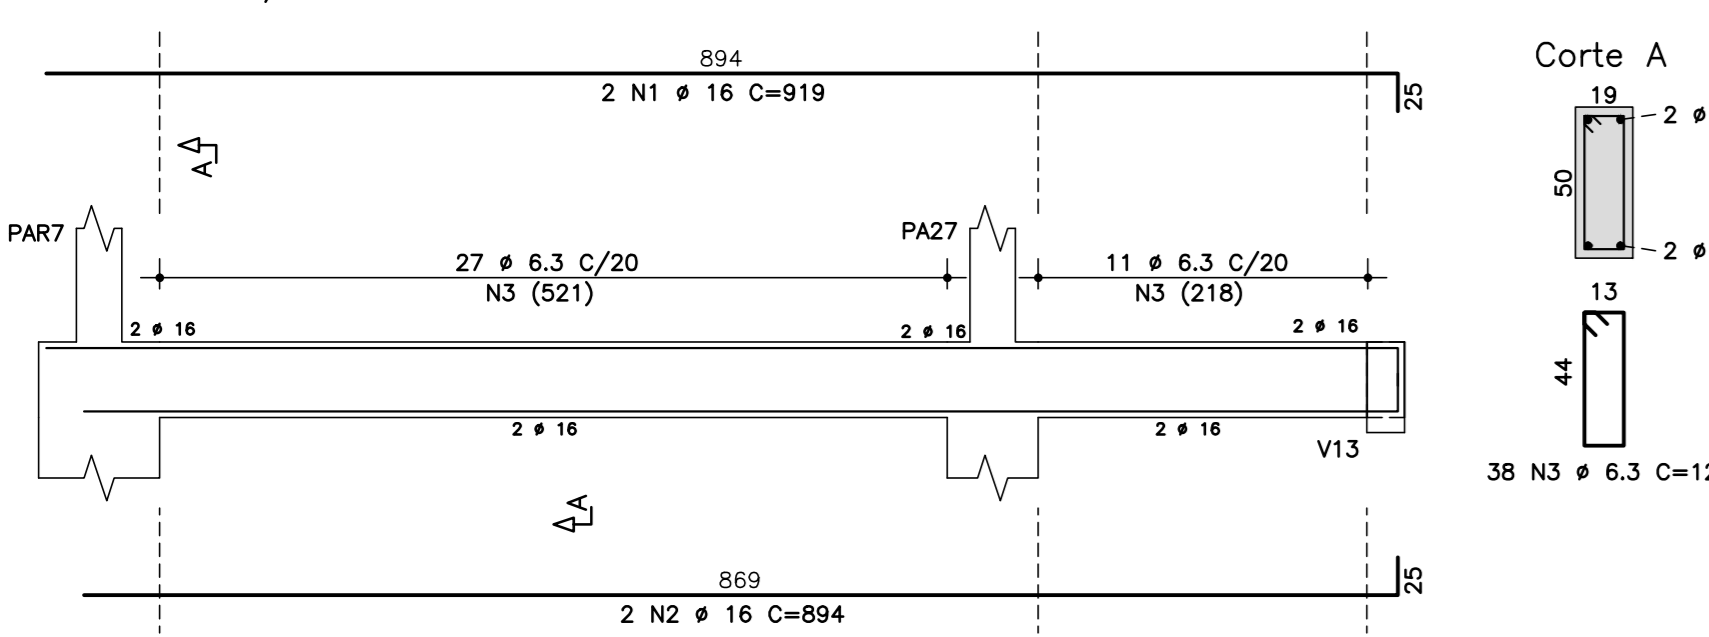 894
2 N1 ø 16 C=919
25
Corte A
19
2 ø
50
2 ø
A
PAR7
PA27
27 ø 6.3 C/20
N3 (521)
11 ø 6.3 C/20
N3 (218)
2 ø 16
2 ø 16
2 ø 16
13
44
2 ø 16
2 ø 16
V13
38 N3 ø 6.3 C=12
A
869
2 N2 ø 16 C=894
25